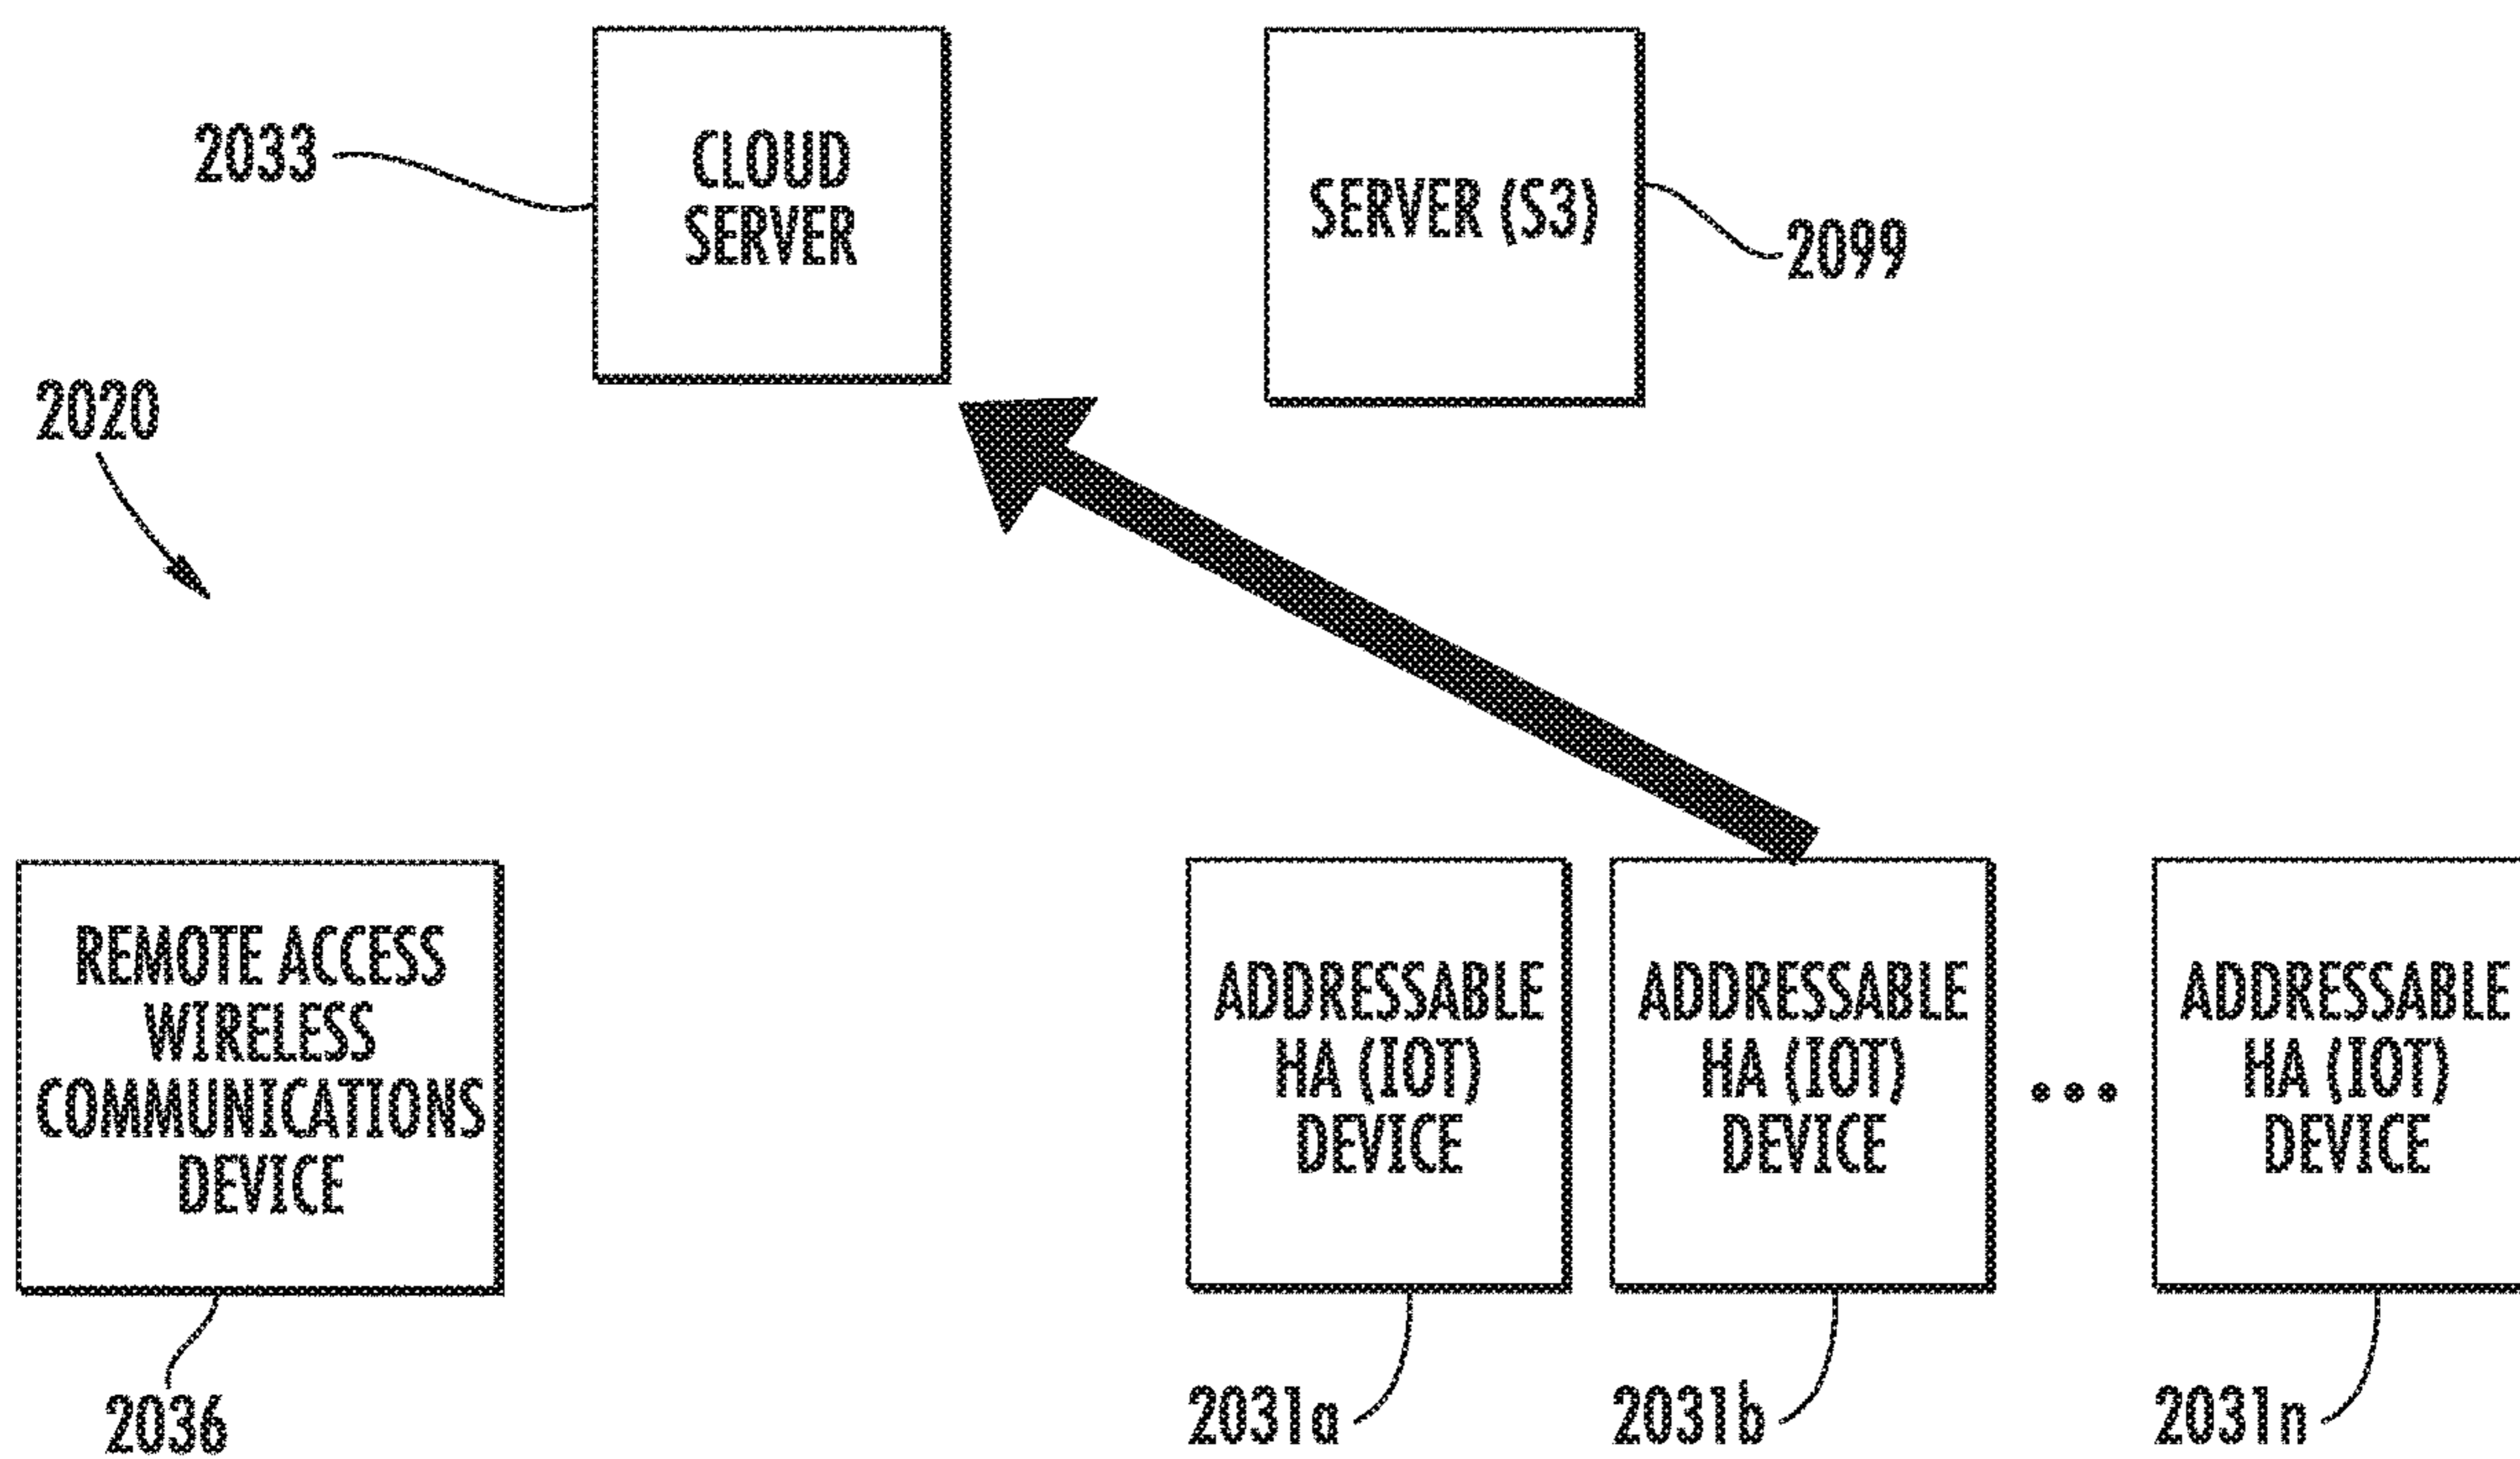 2033
CLOUD
SERVER
SERVER (S3)
2099
2020
REMOTE ACCESS
WIRELESS
COMMUNICATIONS
DEVICE
2036
ADDRESSABLE
HA (IOT)
DEVICE
2031a
ADDRESSABLE
HA (IOT)
DEVICE
2031b
ADDRESSABLE
HA (IOT)
DEVICE
2031n